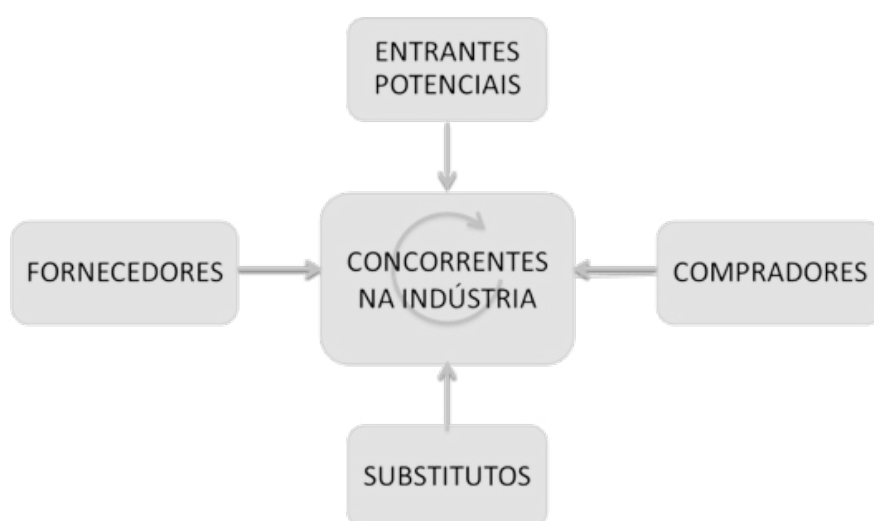 ENTRANTES
POTENCIAIS
FORNECEDORES
CONCORRENTES
NA INDÚSTRIA
COMPRADORES
SUBSTITUTOS